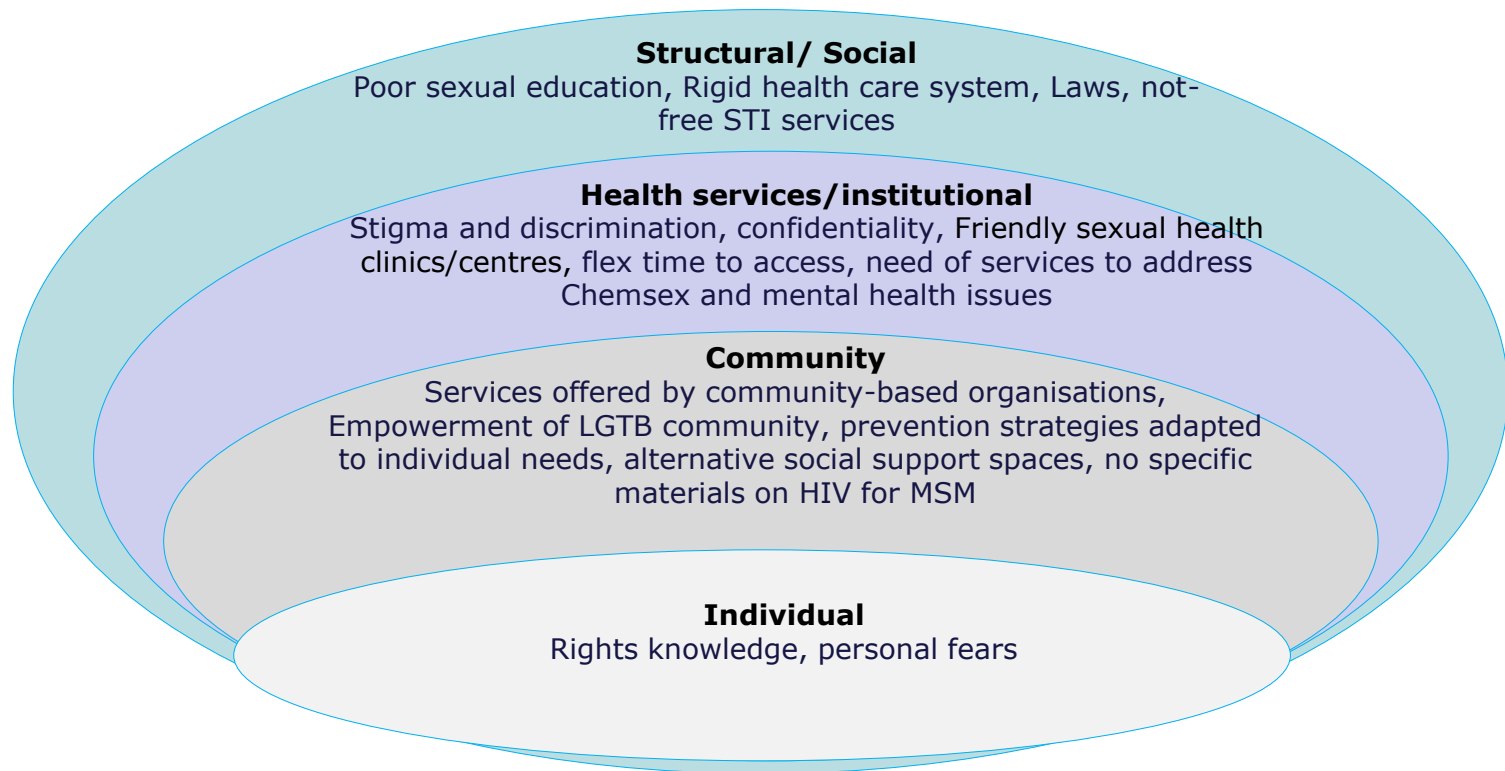 Structural/ Social
Poor sexual education, Rigid health care system, Laws, not-
free STI services
Health services/institutional
Stigma and discrimination, confidentiality, Friendly sexual health
clinics/centres, flex time to access, need of services to address
Chemsex and mental health issues
Community
Services offered by community-based organisations,
Empowerment of LGTB community, prevention strategies adapted
to individual needs, alternative social support spaces, no specific
materials on HIV for MSM
Individual
Rights knowledge, personal fears